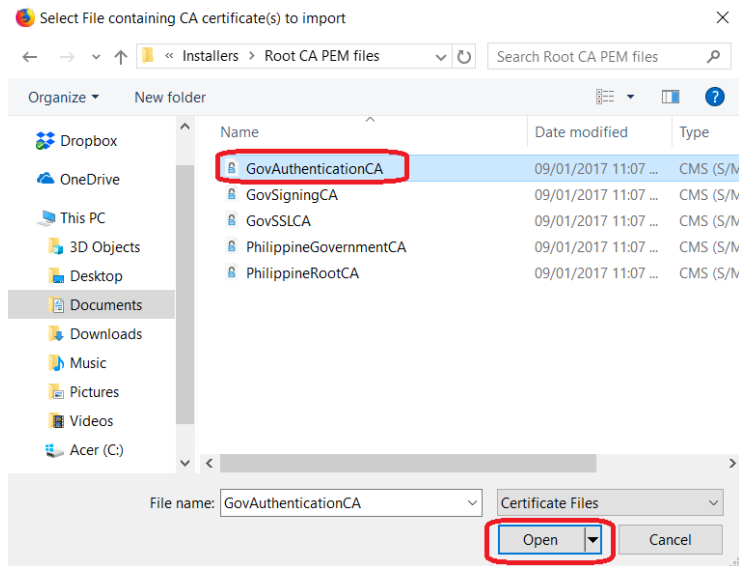 Select File containing CA certificate(s) to import
« Installers > Root CA PEM files
Search Root CA PEM files
Organize
New folder
?
Name
Date modified
Type
Dropbox
OneDrive
This PC
3D Objects
Desktop
Documents
Downloads
Music
Pictures
Videos
Acer (C:)
GovAuthenticationCA 09/01/2017 11:07 ... CMS (S/M
GovSigningCA 09/01/2017 11:07 ... CMS (S/M
GovSSLCA 09/01/2017 11:07 ... CMS (S/M
PhilippineGovernmentCA 09/01/2017 11:07 ... CMS (S/M
PhilippineRootCA 09/01/2017 11:07 ... CMS (S/M
File name: GovAuthenticationCA
Certificate Files
Open
Cancel